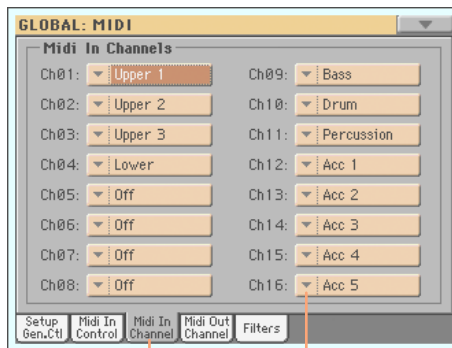 GLOBAL: MIDI
Midi In Channels
Ch01: Upper 1
Ch02: Upper 2
Ch03: Upper 3
Ch04: Lower
Ch05: Off
Ch06: Off
Ch07: Off
Ch08: Off
Ch09: Bass
Ch10: Drum
Ch11: Percussion
Ch12: Acc 1
Ch13: Acc 2
Ch14: Acc 3
Ch15: Acc 4
Ch16: Acc 5
Setup Gen.Ctl
Midi In Control
Midi In Channel
Midi Out Channel
Filters